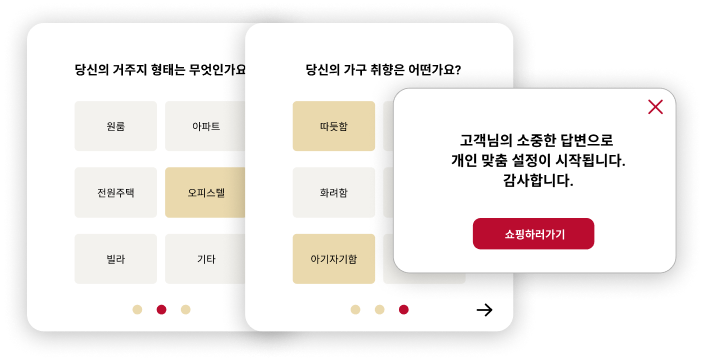 당신의 거주지 형태는 무엇인가요
원룸
아파트
전원주택
오피스텔
빌라
기타
당신의 가구 취향은 어떤가요?
따듯함
화려함
아기자기함
고객님의 소중한 답변으로
개인 맞춤 설정이 시작됩니다.
감사합니다.
쇼핑하러가기